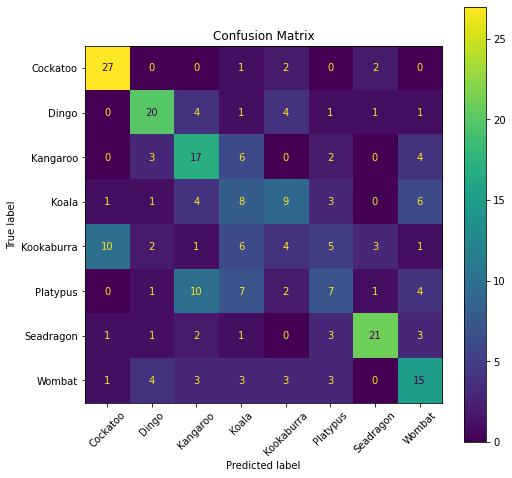 Confusion Matrix
Cockatoo 27 0 0 1 2 0 2 0
Dingo 0 20 4 1 4 1 1 1
Kangaroo 0 3 17 6 0 2 0 4
Koala 1 1 4 8 9 3 0 6
Kookaburra 10 2 1 6 4 5 3 1
Platypus 0 1 10 7 2 7 1 4
Seadragon 1 1 2 1 0 3 21 3
Wombat 1 4 3 3 3 3 0 15
True label
Cockatoo Dingo Kangaroo Koala Kookaburra Platypus Seadragon Wombat
Predicted label
25
20
15
10
5
0